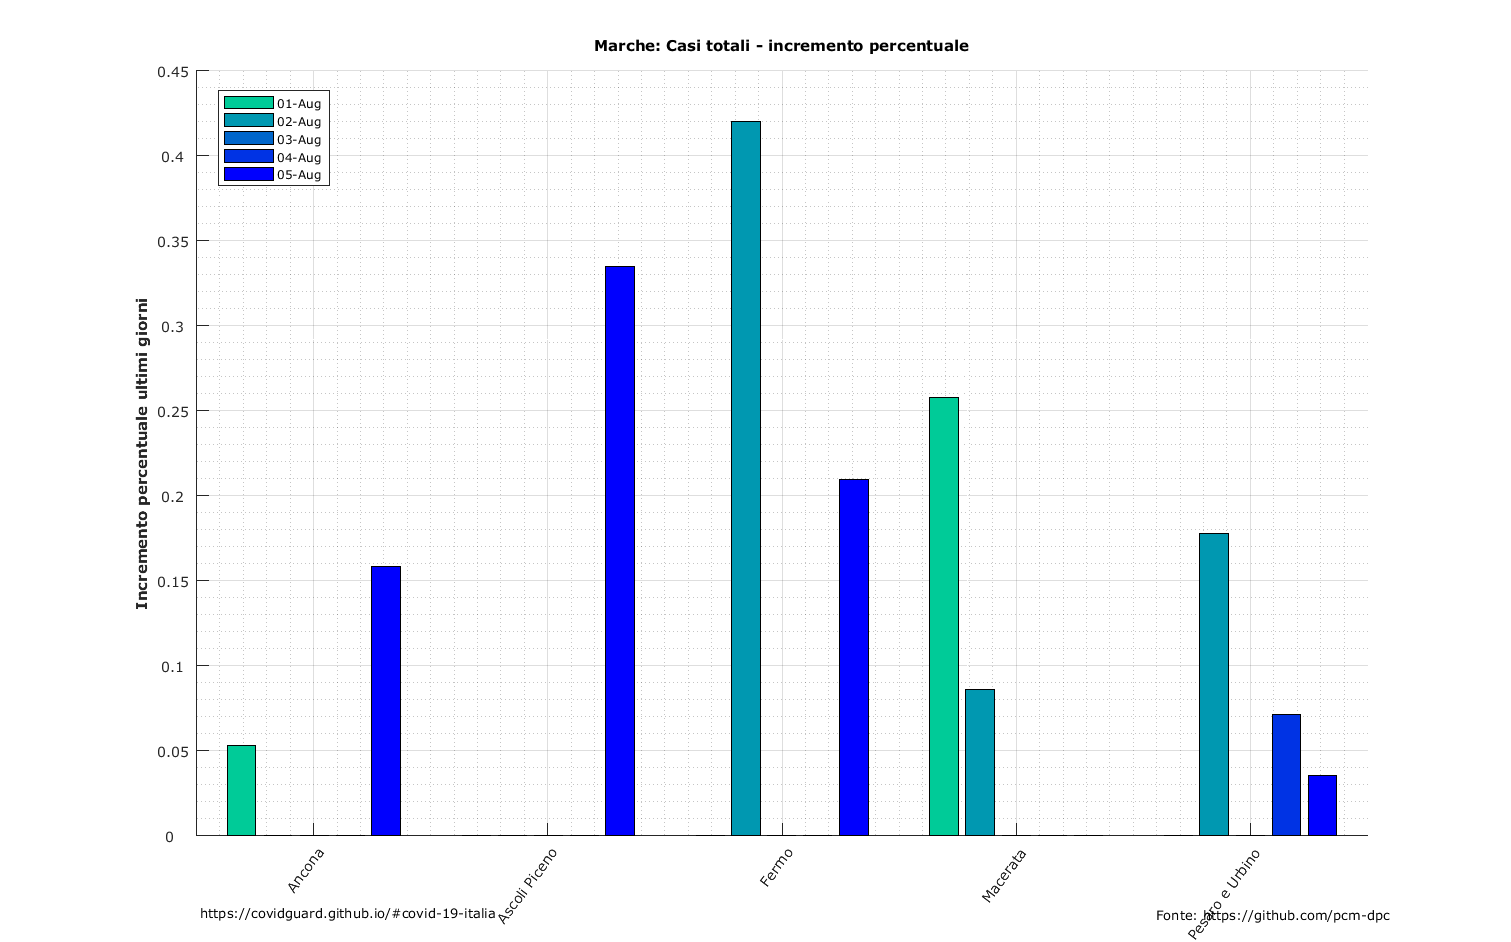 Marche: Casi totali - incremento percentuale
Incremento percentuale ultimi giorni
0.45
0.4
0.35
0.3
0.25
0.2
0.15
0.1
0.05
0
01-Aug
02-Aug
03-Aug
04-Aug
05-Aug
Ancona
Ascoli Piceno
Fermo
Macerata
Pesaro e Urbino
https://covidguard.github.io/#covid-19-italia
Fonte: https://github.com/pcm-dpc